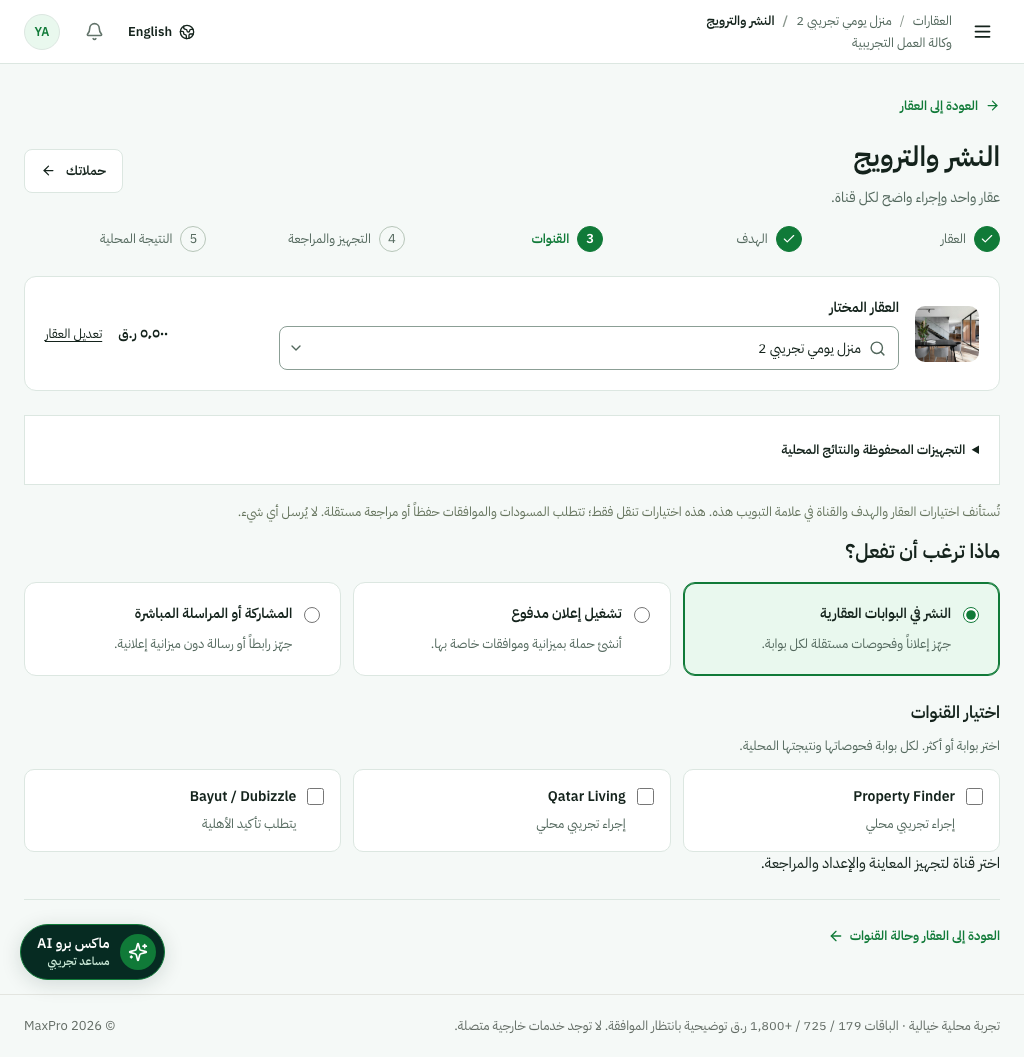 العقارات / منزل يومي تجريبي 2 / النشر والترويج
وكالة العمل التجريبية
English
YA
العودة إلى العقار
النشر والترويج
عقار واحد وإجراء واضح لكل قناة.
حملاتك
العقار
الهدف
3 القنوات
4 التجهيز والمراجعة
5 النتيجة المحلية
العقار المختار
منزل يومي تجريبي 2
٥,٥٠٠ ر.ق
تعديل العقار
التجهيزات المحفوظة والنتائج المحلية
تُستأنف اختيارات العقار والهدف والقناة في علامة التبويب هذه. هذه اختيارات تنقل فقط؛ تتطلب المسودات والموافقات حفظاً أو مراجعة مستقلة. لا يُرسل أي شيء.
ماذا ترغب أن تفعل؟
النشر في البوابات العقارية
جهّز إعلاناً وفحوصات مستقلة لكل بوابة.
تشغيل إعلان مدفوع
أنشئ حملة بميزانية وموافقات خاصة بها.
المشاركة أو المراسلة المباشرة
جهّز رابطاً أو رسالة دون ميزانية إعلانية.
اختيار القنوات
اختر بوابة أو أكثر. لكل بوابة فحوصاتها ونتيجتها المحلية.
Property Finder
إجراء تجريبي محلي
Qatar Living
إجراء تجريبي محلي
Bayut / Dubizzle
يتطلب تأكيد الأهلية
اختر قناة لتجهيز المعاينة والإعداد والمراجعة.
العودة إلى العقار وحالة القنوات
ماكس برو AI
مساعد تجريبي
تجربة محلية خيالية · الباقات 179 / 725 / +1,800 ر.ق توضيحية بانتظار الموافقة. لا توجد خدمات خارجية متصلة.
© 2026 MaxPro